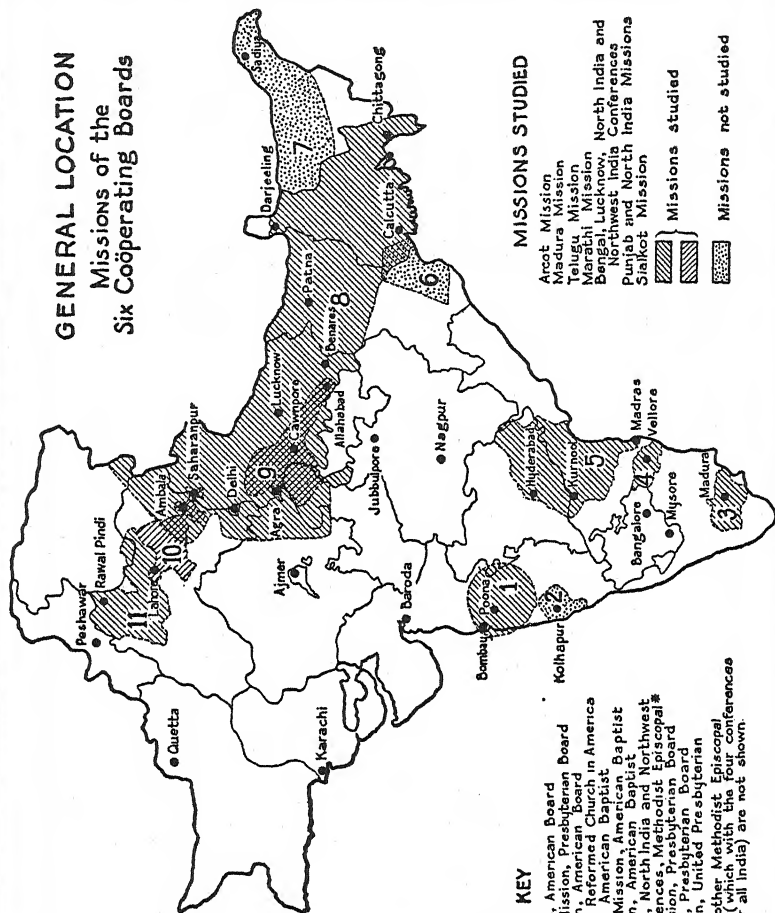 GENERAL LOCATION
Missions of the
Six Coöperating Boards
Peshawar
Rawal Pindi
11
Lahore
10
Ambala
Saharanpur
Quetta
Delhi
Agra
9
Lucknow
Cawnpore
Allahabad
Benares
Patna
8
Darjeeling
7
Sadiya
Chittagong
Calcutta
6
Karachi
Ajmer
Jubbulpore
Baroda
Nagpur
Bombay
Poona
1
Kolhapur
2
Hyderabad
Kurnool
5
Madras
Vellore
4
Bangalore
Mysore
Madura
3
MISSIONS STUDIED
Arcot Mission
Madura Mission
Telugu Mission
Marathi Mission
Bengal, Lucknow, North India and
Northwest India Conferences
Punjab and North India Missions
Sialkot Mission
Missions studied
Missions not studied
KEY
, American Board
ission, Presbyterian Board
n, American Board
Reformed Church in America
American Baptist
Mission, American Baptist
n, American Baptist
, North India and Northwest
ences, Methodist Episcopal*
ion, Presbyterian Board
, Presbyterian Board
n, United Presbyterian
other Methodist Episcopal
(which with the four conferences
all India) are not shown.